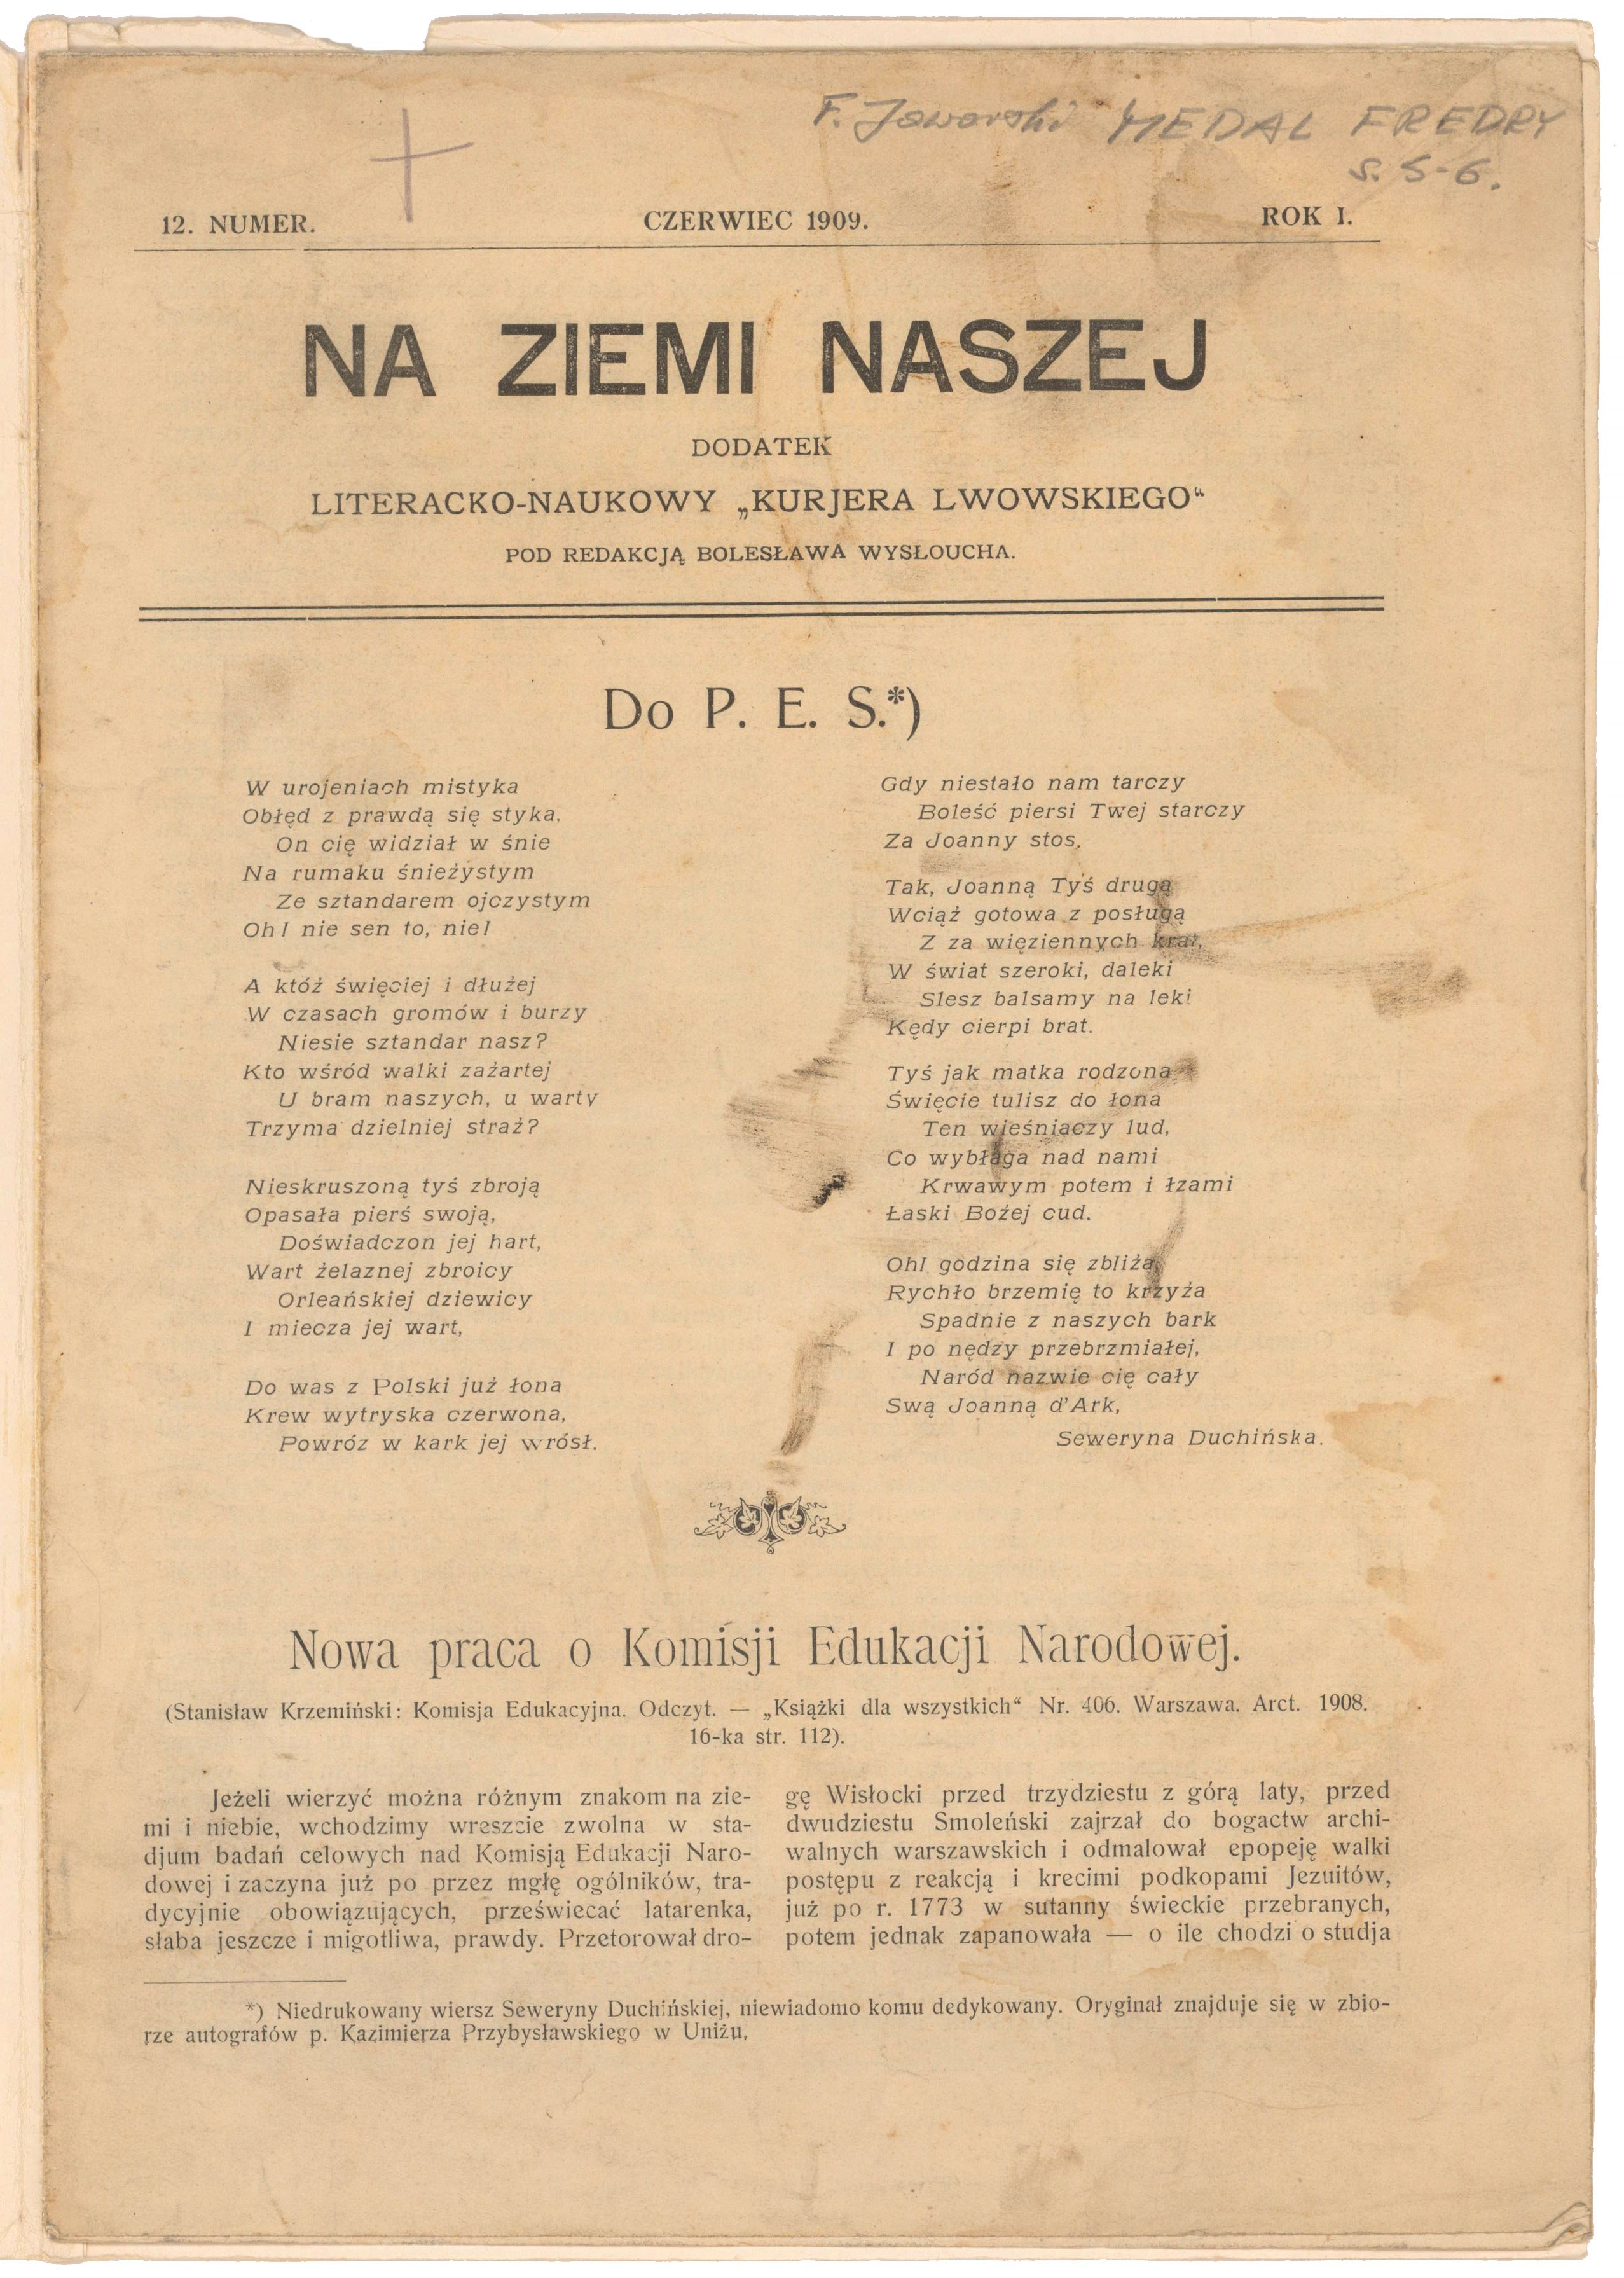 F. Jaworski MEDAL FREDRY
s. 5-6.
12. NUMER.
CZERWIEC 1909.
ROK I.
NA ZIEMI NASZEJ
DODATEK
LITERACKO-NAUKOWY „KURJERA LWOWSKIEGO“
POD REDAKCJĄ BOLESŁAWA WYSŁOUCHA.
Do P. E. S.*)
W urojeniach mistyka
Obłęd z prawdą się styka,
On cię widział w śnie
Na rumaku śnieżystym
Ze sztandarem ojczystym
Oh! nie sen to, nie!
A któż święciej i dłużej
W czasach gromów i burzy
Niesie sztandar nasz?
Kto wśród walki zażartej
U bram naszych, u warty
Trzyma dzielniej straż?
Nieskruszoną tyś zbroją
Opasała pierś swoją,
Doświadczon jej hart,
Wart żelaznej zbroicy
Orleańskiej dziewicy
I miecza jej wart,
Do was z Polski już łona
Krew wytryska czerwona,
Powróz w kark jej wrósł.
Gdy niestało nam tarczy
Boleść piersi Twej starczy
Za Joanny stos.
Tak, Joanną Tyś drugą
Wciąż gotowa z posługą
Z za więziennych krat,
W świat szeroki, daleki
Slesz balsamy na leki
Kędy cierpi brat.
Tyś jak matka rodzona
Święcie tulisz do łona
Ten wieśniaczy lud,
Co wybłaga nad nami
Krwawym potem i łzami
Łaski Bożej cud.
Oh! godzina się zbliża
Rychło brzemię to krzyża
Spadnie z naszych bark
I po nędzy przebrzmiałej,
Naród nazwie cię cały
Swą Joanną d’Ark,
Seweryna Duchińska.
Nowa praca o Komisji Edukacji Narodowej.
(Stanisław Krzemiński: Komisja Edukacyjna. Odczyt. — „Książki dla wszystkich“ Nr. 406. Warszawa. Arct. 1908.
16-ka str. 112).
Jeżeli wierzyć można różnym znakom na zie-
mi i niebie, wchodzimy wreszcie zwolna w sta-
djum badań celowych nad Komisją Edukacji Naro-
dowej i zaczyna już po przez mgłę ogólników, tra-
dycyjnie obowiązujących, przeświecać latarenka,
słaba jeszcze i migotliwa, prawdy. Przetorował dro-
gę Wisłocki przed trzydziestu z górą laty, przed
dwudziestu Smoleński zajrzał do bogactw archi-
walnych warszawskich i odmalował epopeję walki
postępu z reakcją i krecimi podkopami Jezuitów,
już po r. 1773 w sutanny świeckie przebranych,
potem jednak zapanowała — o ile chodzi o studja
*) Niedrukowany wiersz Seweryny Duchińskiej, niewiadomo komu dedykowany. Oryginał znajduje się w zbio-
rze autografów p. Kazimierza Przybysławskiego w Uniżu,